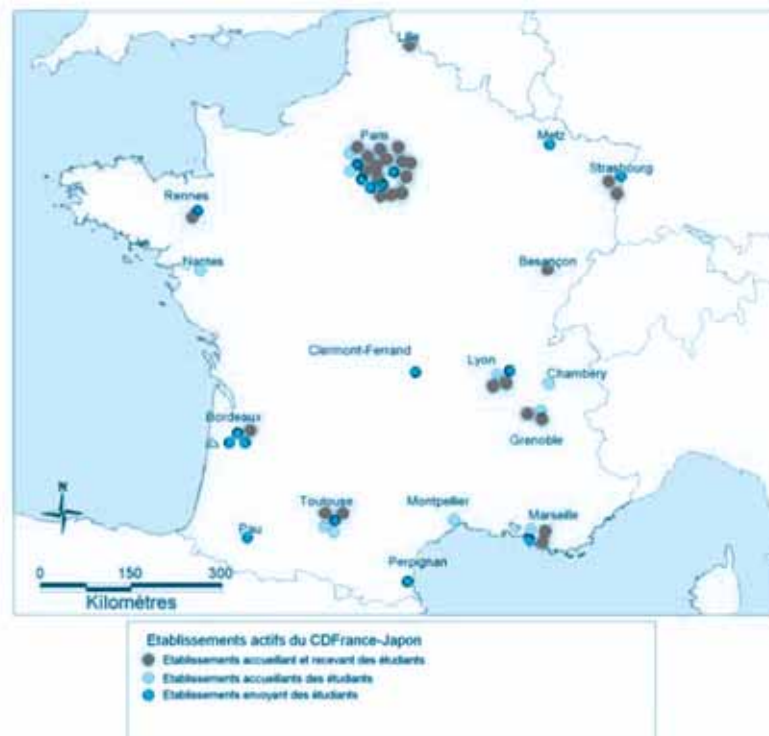 Lille
Paris
Metz
Strasbourg
Rennes
Nantes
Besançon
Clermont-Ferrand
Lyon
Chambéry
Bordeaux
Grenoble
N
Toulouse
Montpellier
Marseille
Pau
Perpignan
0 150 300
Kilomètres
Etablissements actifs du CDFrance-Japon
Etablissements accueillant et recevant des étudiants
Etablissements accueillants des étudiants
Etablissements envoyant des étudiants